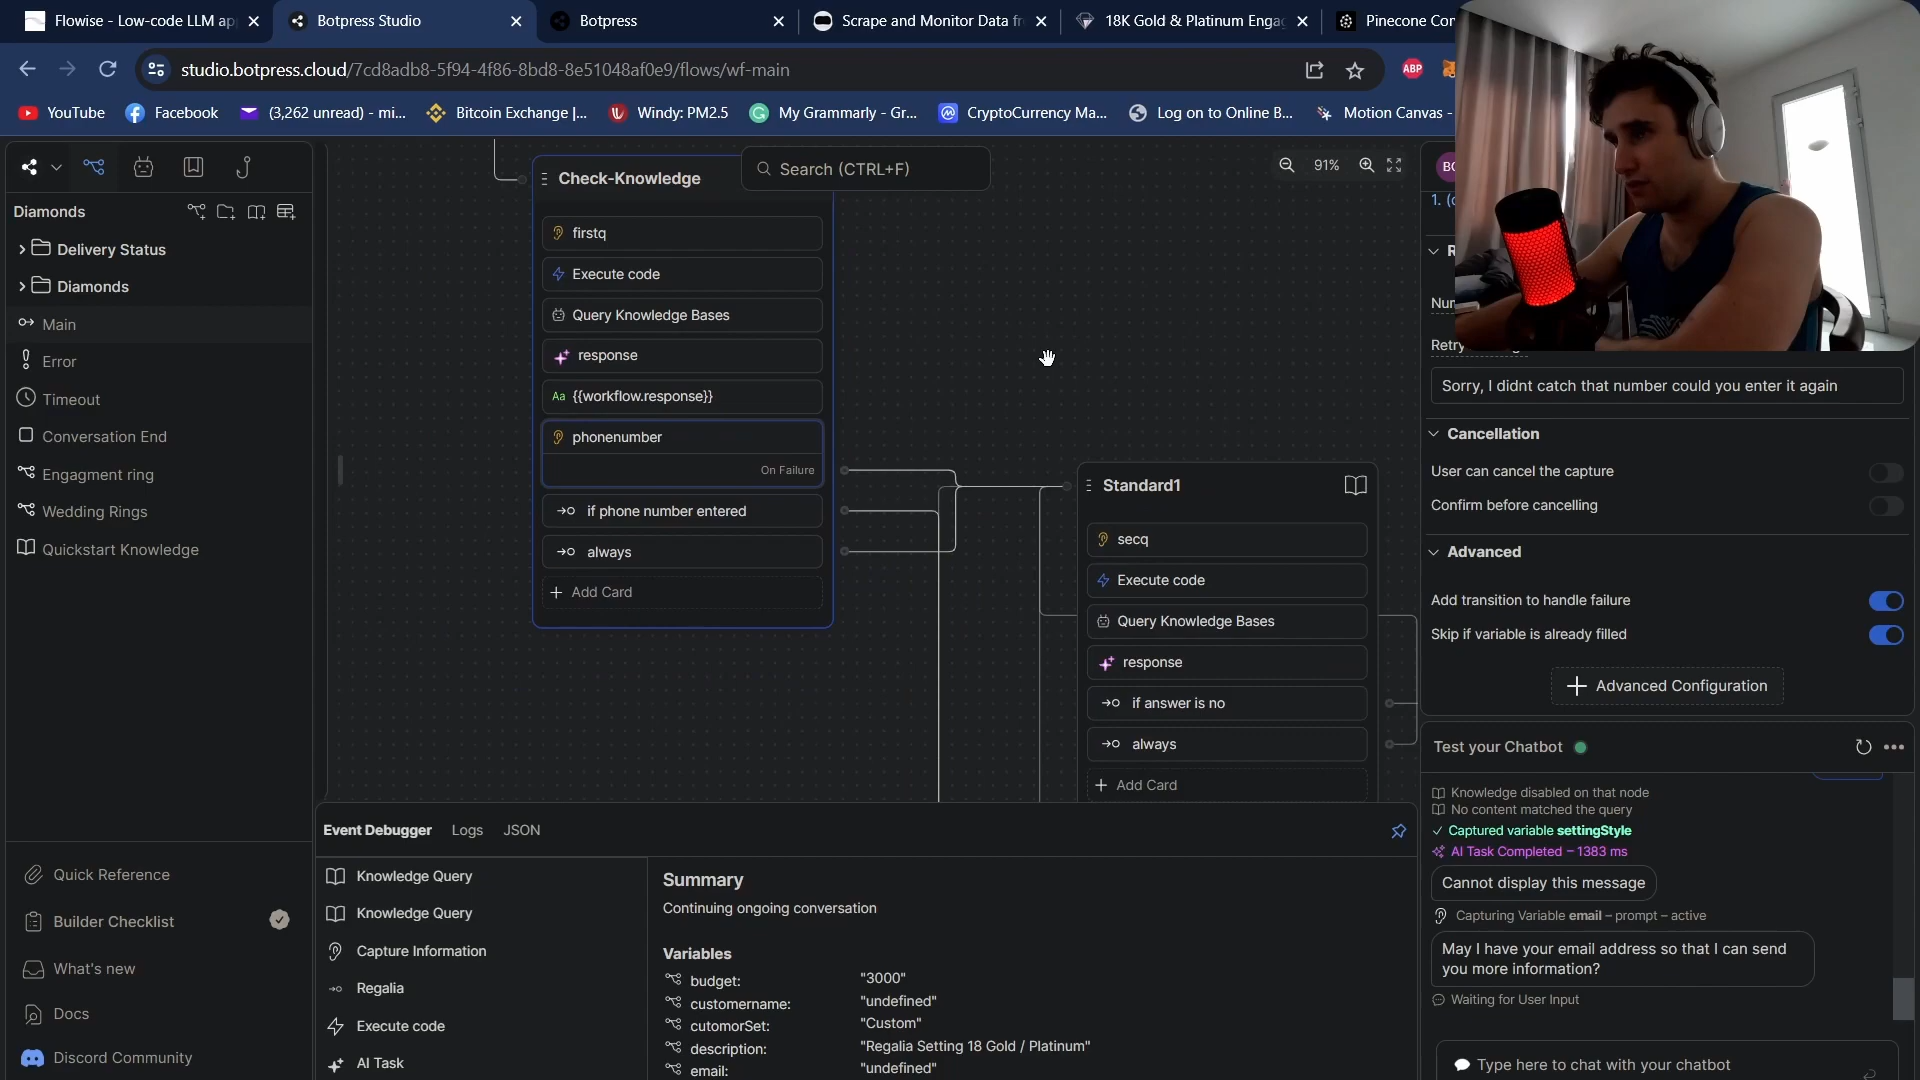 Flowise - Low-code LLM ap
Botpress Studio
Botpress
Scrape and Monitor Data fr
18K Gold & Platinum Engag
Pinecone Con
studio.botpress.cloud/7cd8adb8-5f94-4f86-8bd8-8e51048af0e9/flows/wf-main
ABP
YouTube
Facebook
(3,262 unread) - mi...
Bitcoin Exchange |...
Windy: PM2.5
My Grammarly - Gr...
CryptoCurrency Ma...
Log on to Online B...
Motion Canvas -
Diamonds
Delivery Status
Diamonds
Main
Error
Timeout
Conversation End
Engagment ring
Wedding Rings
Quickstart Knowledge
Quick Reference
Builder Checklist
What's new
Docs
Discord Community
Check-Knowledge
Search (CTRL+F)
91%
firstq
Execute code
Query Knowledge Bases
response
Aa {{workflow.response}}
phonenumber
On Failure
if phone number entered
always
Add Card
Standard1
secq
Execute code
Query Knowledge Bases
response
if answer is no
always
Add Card
Event Debugger
Logs
JSON
Knowledge Query
Knowledge Query
Capture Information
Regalia
Execute code
AI Task
Summary
Continuing ongoing conversation
Variables
budget: "3000"
customername: "undefined"
cutomorSet: "Custom"
description: "Regalia Setting 18 Gold / Platinum"
email: "undefined"
BO
Retry
Sorry, I didnt catch that number could you enter it again
Cancellation
User can cancel the capture
Confirm before cancelling
Advanced
Add transition to handle failure
Skip if variable is already filled
Advanced Configuration
Test your Chatbot
Knowledge disabled on that node
No content matched the query
Captured variable settingStyle
AI Task Completed – 1383 ms
Cannot display this message
Capturing Variable email – prompt – active
May I have your email address so that I can send
you more information?
Waiting for User Input
Type here to chat with your chatbot